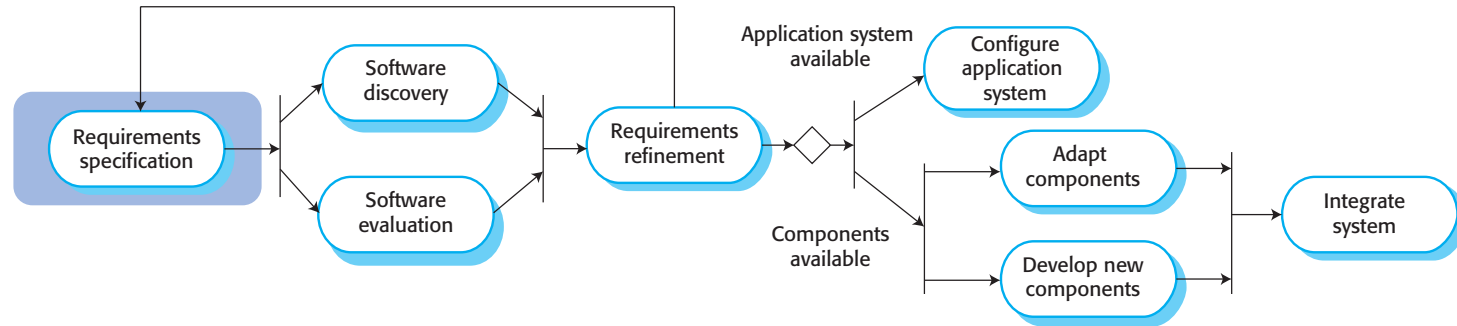 Requirements
specification
Software
discovery
Software
evaluation
Requirements
refinement
Application system
available
Configure
application
system
Components
available
Adapt
components
Develop new
components
Integrate
system